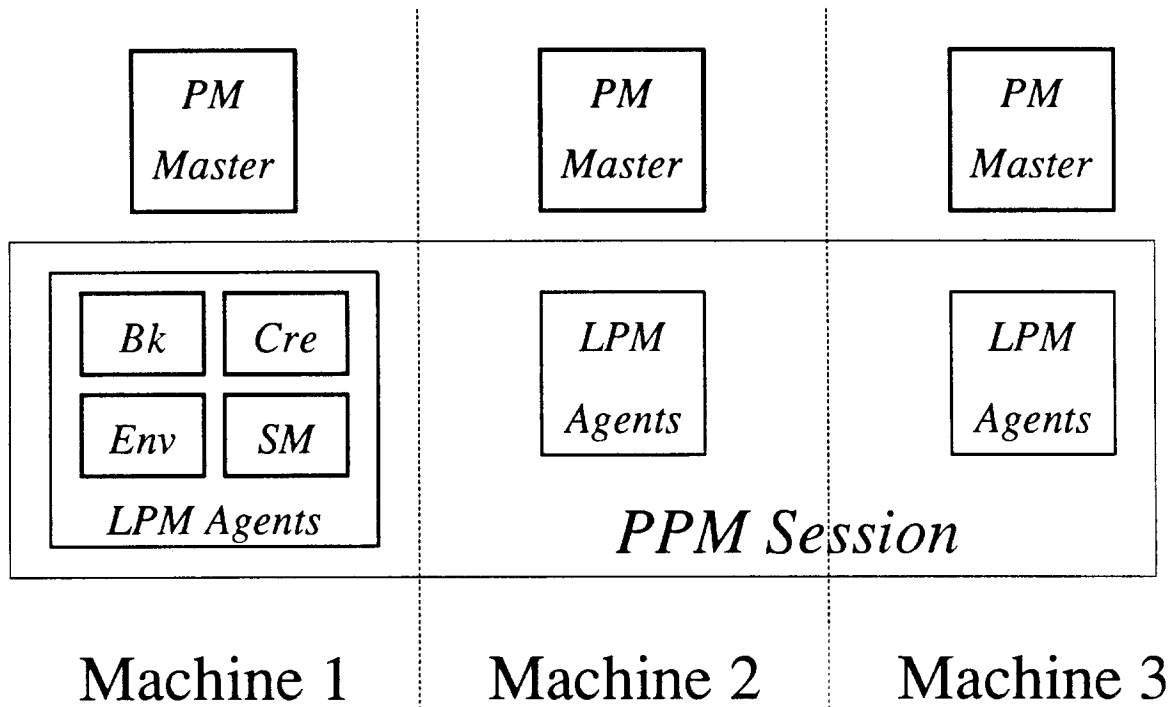 PM
Master
PM
Master
PM
Master
Bk
Cre
Env
SM
LPM Agents
LPM
Agents
LPM
Agents
PPM Session
Machine 1
Machine 2
Machine 3